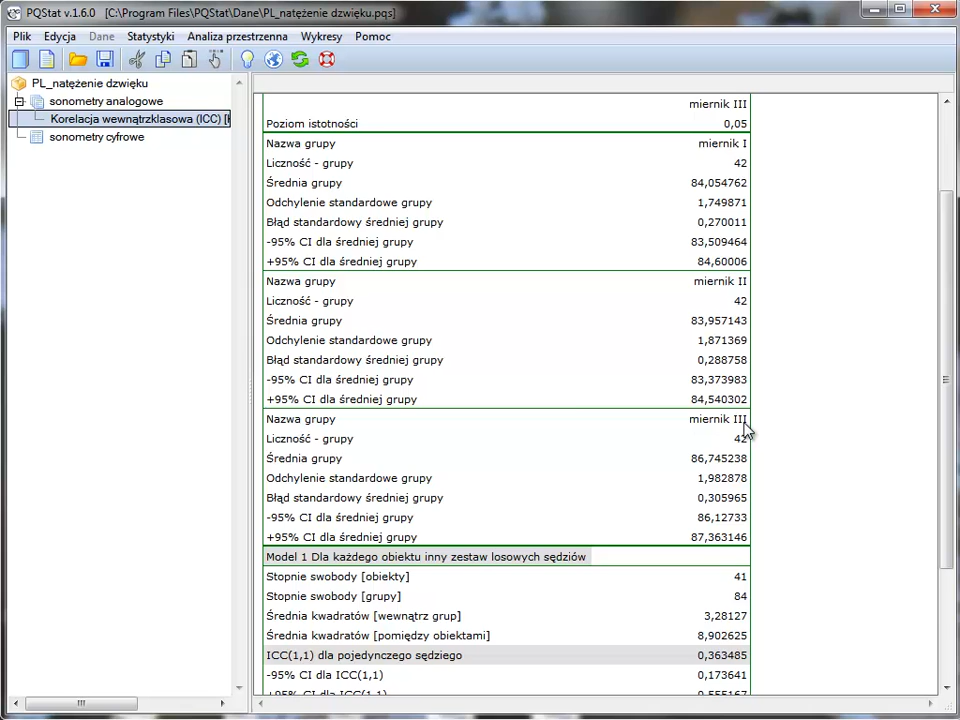 PQStat v.1.6.0 [C:\Program Files\PQStat\Dane\PL_natężenie dzwięku.pqs]
Plik Edycja Dane Statystyki Analiza przestrzenna Wykresy Pomoc
PL_natężenie dzwięku
sonometry analogowe
Korelacja wewnątrzklasowa (ICC) [
sonometry cyfrowe
miernik III
Poziom istotności 0,05
Nazwa grupy miernik I
Liczność - grupy 42
Średnia grupy 84,054762
Odchylenie standardowe grupy 1,749871
Błąd standardowy średniej grupy 0,270011
-95% CI dla średniej grupy 83,509464
+95% CI dla średniej grupy 84,60006
Nazwa grupy miernik II
Liczność - grupy 42
Średnia grupy 83,957143
Odchylenie standardowe grupy 1,871369
Błąd standardowy średniej grupy 0,288758
-95% CI dla średniej grupy 83,373983
+95% CI dla średniej grupy 84,540302
Nazwa grupy miernik III
Liczność - grupy 42
Średnia grupy 86,745238
Odchylenie standardowe grupy 1,982878
Błąd standardowy średniej grupy 0,305965
-95% CI dla średniej grupy 86,12733
+95% CI dla średniej grupy 87,363146
Model 1 Dla każdego obiektu inny zestaw losowych sędziów
Stopnie swobody [obiekty] 41
Stopnie swobody [grupy] 84
Średnia kwadratów [wewnątrz grup] 3,28127
Średnia kwadratów [pomiędzy obiektami] 8,902625
ICC(1,1) dla pojedynczego sędziego 0,363485
-95% CI dla ICC(1,1) 0,173641
+95% CI dla ICC(1,1) 0,555167